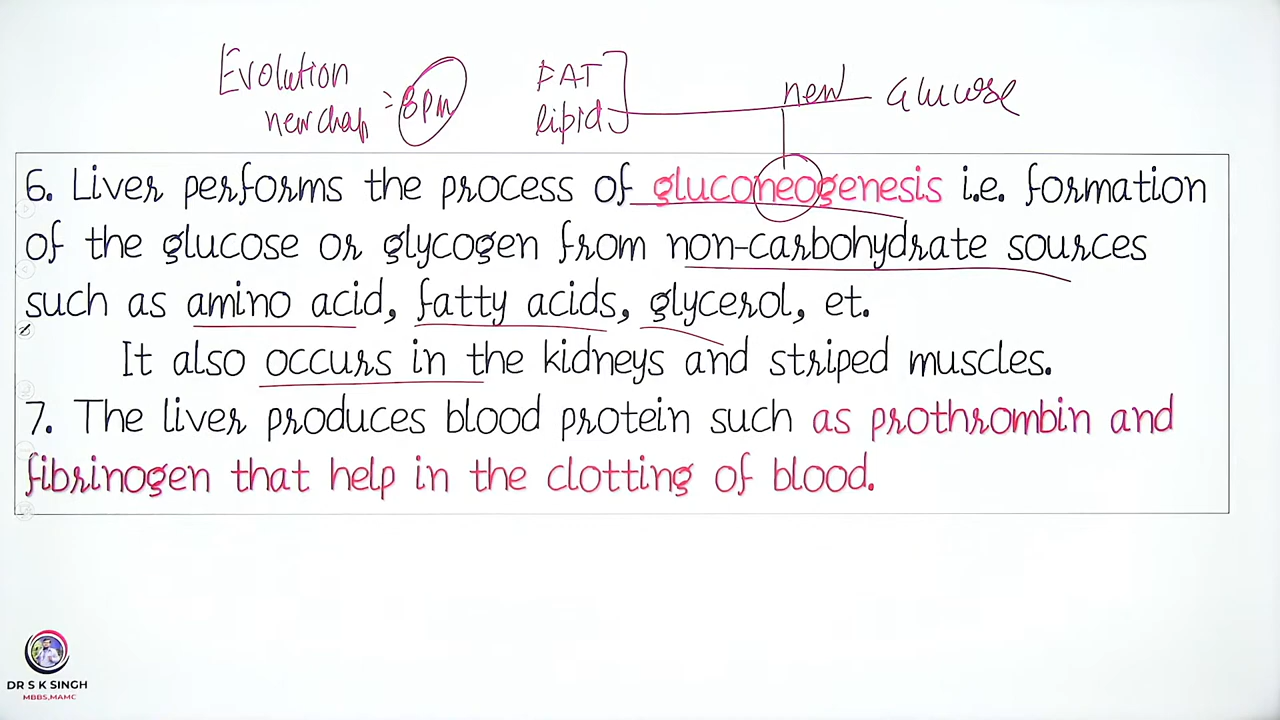 Evolution
new chap = 8pm
FAT
lipid
new Glucose
6. Liver performs the process of gluconeogenesis i.e. formation
of the glucose or glycogen from non-carbohydrate sources
such as amino acid, fatty acids, glycerol, et.
It also occurs in the kidneys and striped muscles.
7. The liver produces blood protein such as prothrombin and
fibrinogen that help in the clotting of blood.
DR S K SINGH
MBBS,MAMC